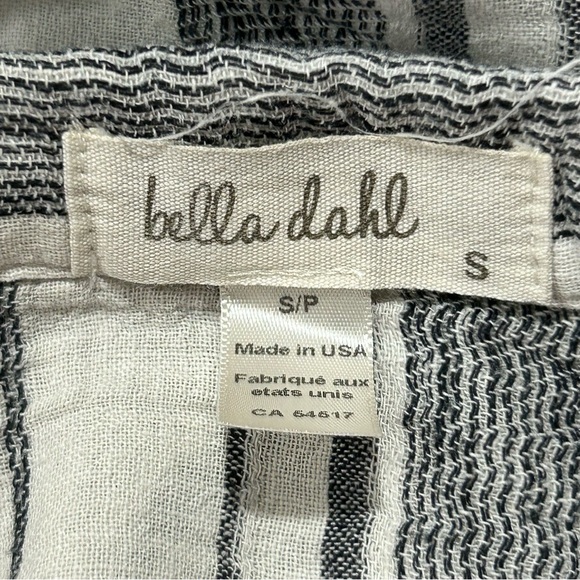 bella dahl
S
S/P
Made in USA
Fabriqué aux
etats unis
CA 54517